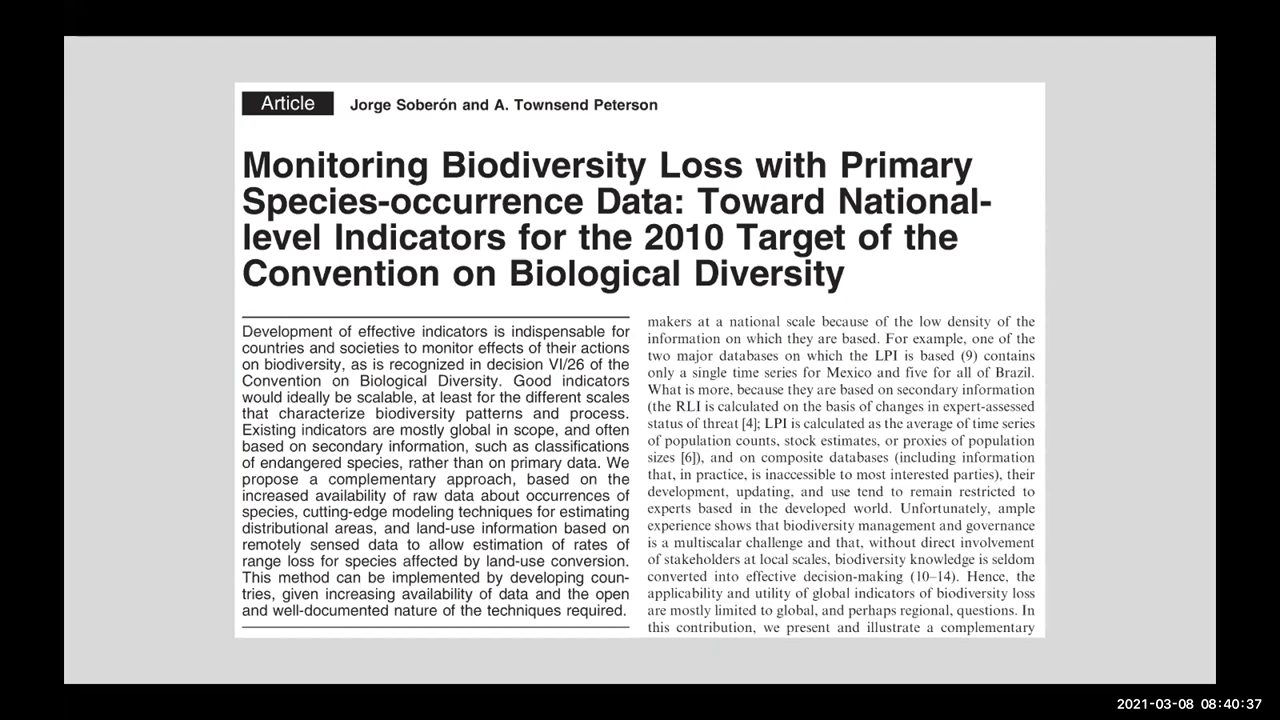 Article
Jorge Soberón and A. Townsend Peterson
Monitoring Biodiversity Loss with Primary
Species-occurrence Data: Toward National-
level Indicators for the 2010 Target of the
Convention on Biological Diversity
Development of effective indicators is indispensable for
countries and societies to monitor effects of their actions
on biodiversity, as is recognized in decision VI/26 of the
Convention on Biological Diversity. Good indicators
would ideally be scalable, at least for the different scales
that characterize biodiversity patterns and process.
Existing indicators are mostly global in scope, and often
based on secondary information, such as classifications
of endangered species, rather than on primary data. We
propose a complementary approach, based on the
increased availability of raw data about occurrences of
species, cutting-edge modeling techniques for estimating
distributional areas, and land-use information based on
remotely sensed data to allow estimation of rates of
range loss for species affected by land-use conversion.
This method can be implemented by developing coun-
tries, given increasing availability of data and the open
and well-documented nature of the techniques required.
makers at a national scale because of the low density of the
information on which they are based. For example, one of the
two major databases on which the LPI is based (9) contains
only a single time series for Mexico and five for all of Brazil.
What is more, because they are based on secondary information
(the RLI is calculated on the basis of changes in expert-assessed
status of threat [4]; LPI is calculated as the average of time series
of population counts, stock estimates, or proxies of population
sizes [6]), and on composite databases (including information
that, in practice, is inaccessible to most interested parties), their
development, updating, and use tend to remain restricted to
experts based in the developed world. Unfortunately, ample
experience shows that biodiversity management and governance
is a multiscalar challenge and that, without direct involvement
of stakeholders at local scales, biodiversity knowledge is seldom
converted into effective decision-making (10–14). Hence, the
applicability and utility of global indicators of biodiversity loss
are mostly limited to global, and perhaps regional, questions. In
this contribution, we present and illustrate a complementary
2021-03-08 08:40:37